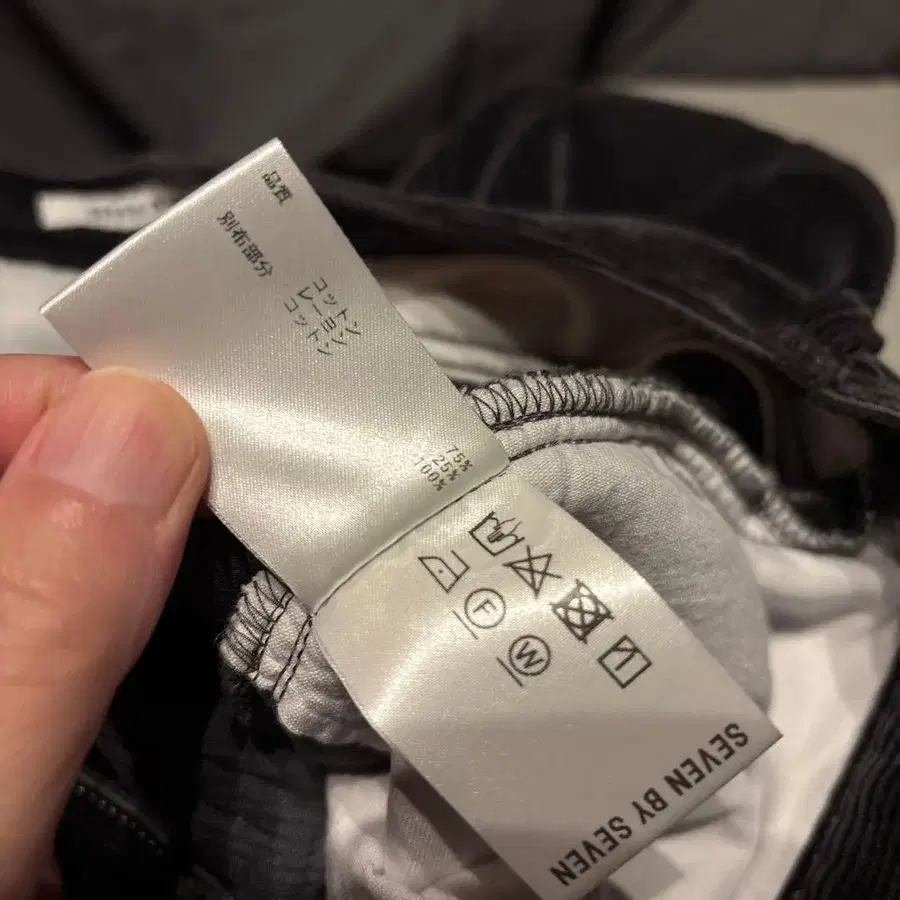 品質
コットン 75%
レーヨン 25%
別布部分
コットン 100%
F
W
SEVEN BY SEVEN